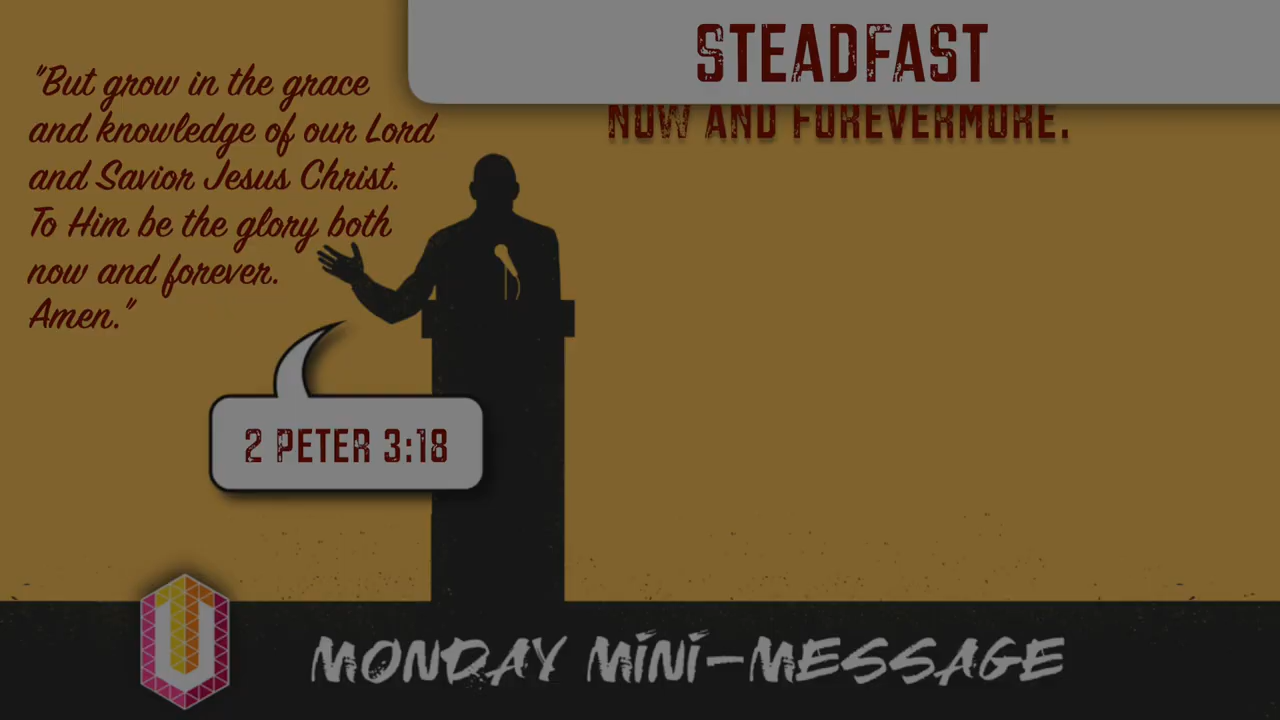 STEADFAST
NOW AND FOREVERMORE.
"But grow in the grace
and knowledge of our Lord
and Savior Jesus Christ.
To Him be the glory both
now and forever.
Amen."
2 PETER 3:18
MONDAY MINI-MESSAGE